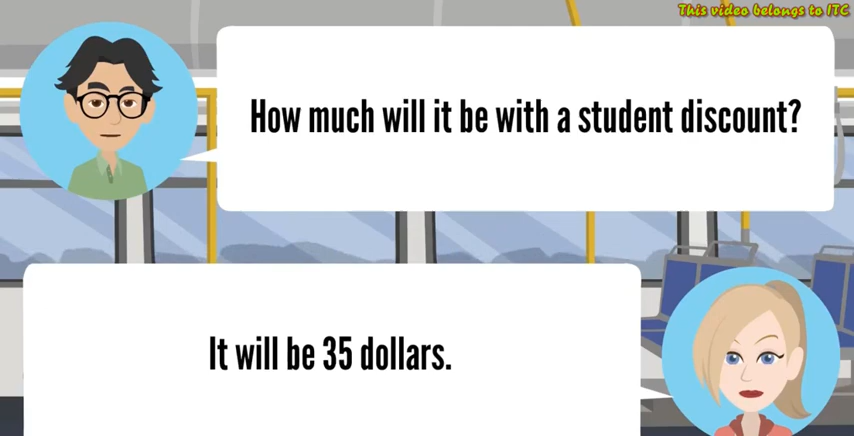 This video belongs to ITC
How much will it be with a student discount?
It will be 35 dollars.